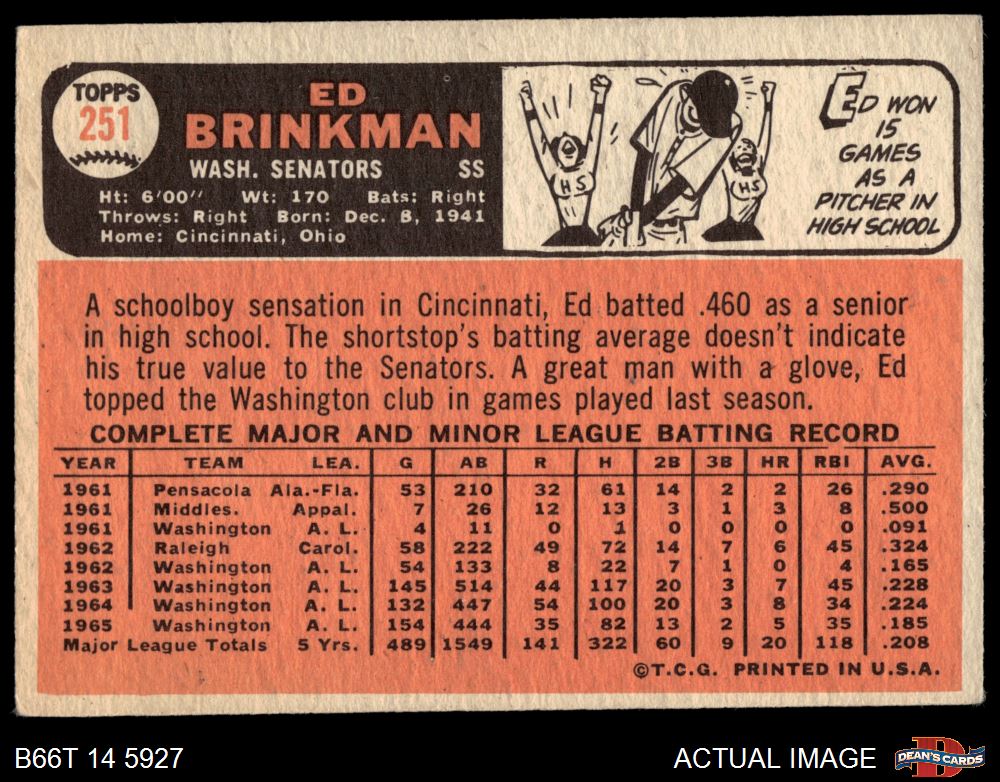 TOPPS
251
ED
BRINKMAN
WASH. SENATORS SS
Ht: 6'00" Wt: 170 Bats: Right
Throws: Right Born: Dec. 8, 1941
Home: Cincinnati, Ohio
HS
HS
ED WON
15
GAMES
AS A
PITCHER IN
HIGH SCHOOL
A schoolboy sensation in Cincinnati, Ed batted .460 as a senior
in high school. The shortstop's batting average doesn't indicate
his true value to the Senators. A great man with a glove, Ed
topped the Washington club in games played last season.
COMPLETE MAJOR AND MINOR LEAGUE BATTING RECORD
YEAR TEAM LEA. G AB R H 2B 3B HR RBI AVG.
1961 Pensacola Ala.-Fla. 53 210 32 61 14 2 2 26 .290
1961 Middles. Appal. 7 26 12 13 3 1 3 8 .500
1961 Washington A. L. 4 11 0 1 0 0 0 0 .091
1962 Raleigh Carol. 58 222 49 72 14 7 6 45 .324
1962 Washington A. L. 54 133 8 22 7 1 0 4 .165
1963 Washington A. L. 145 514 44 117 20 3 7 45 .228
1964 Washington A. L. 132 447 54 100 20 3 8 34 .224
1965 Washington A. L. 154 444 35 82 13 2 5 35 .185
Major League Totals 5 Yrs. 489 1549 141 322 60 9 20 118 .208
©T.C.G. PRINTED IN U.S.A.
B66T 14 5927
ACTUAL IMAGE
D
DEAN'S CARDS